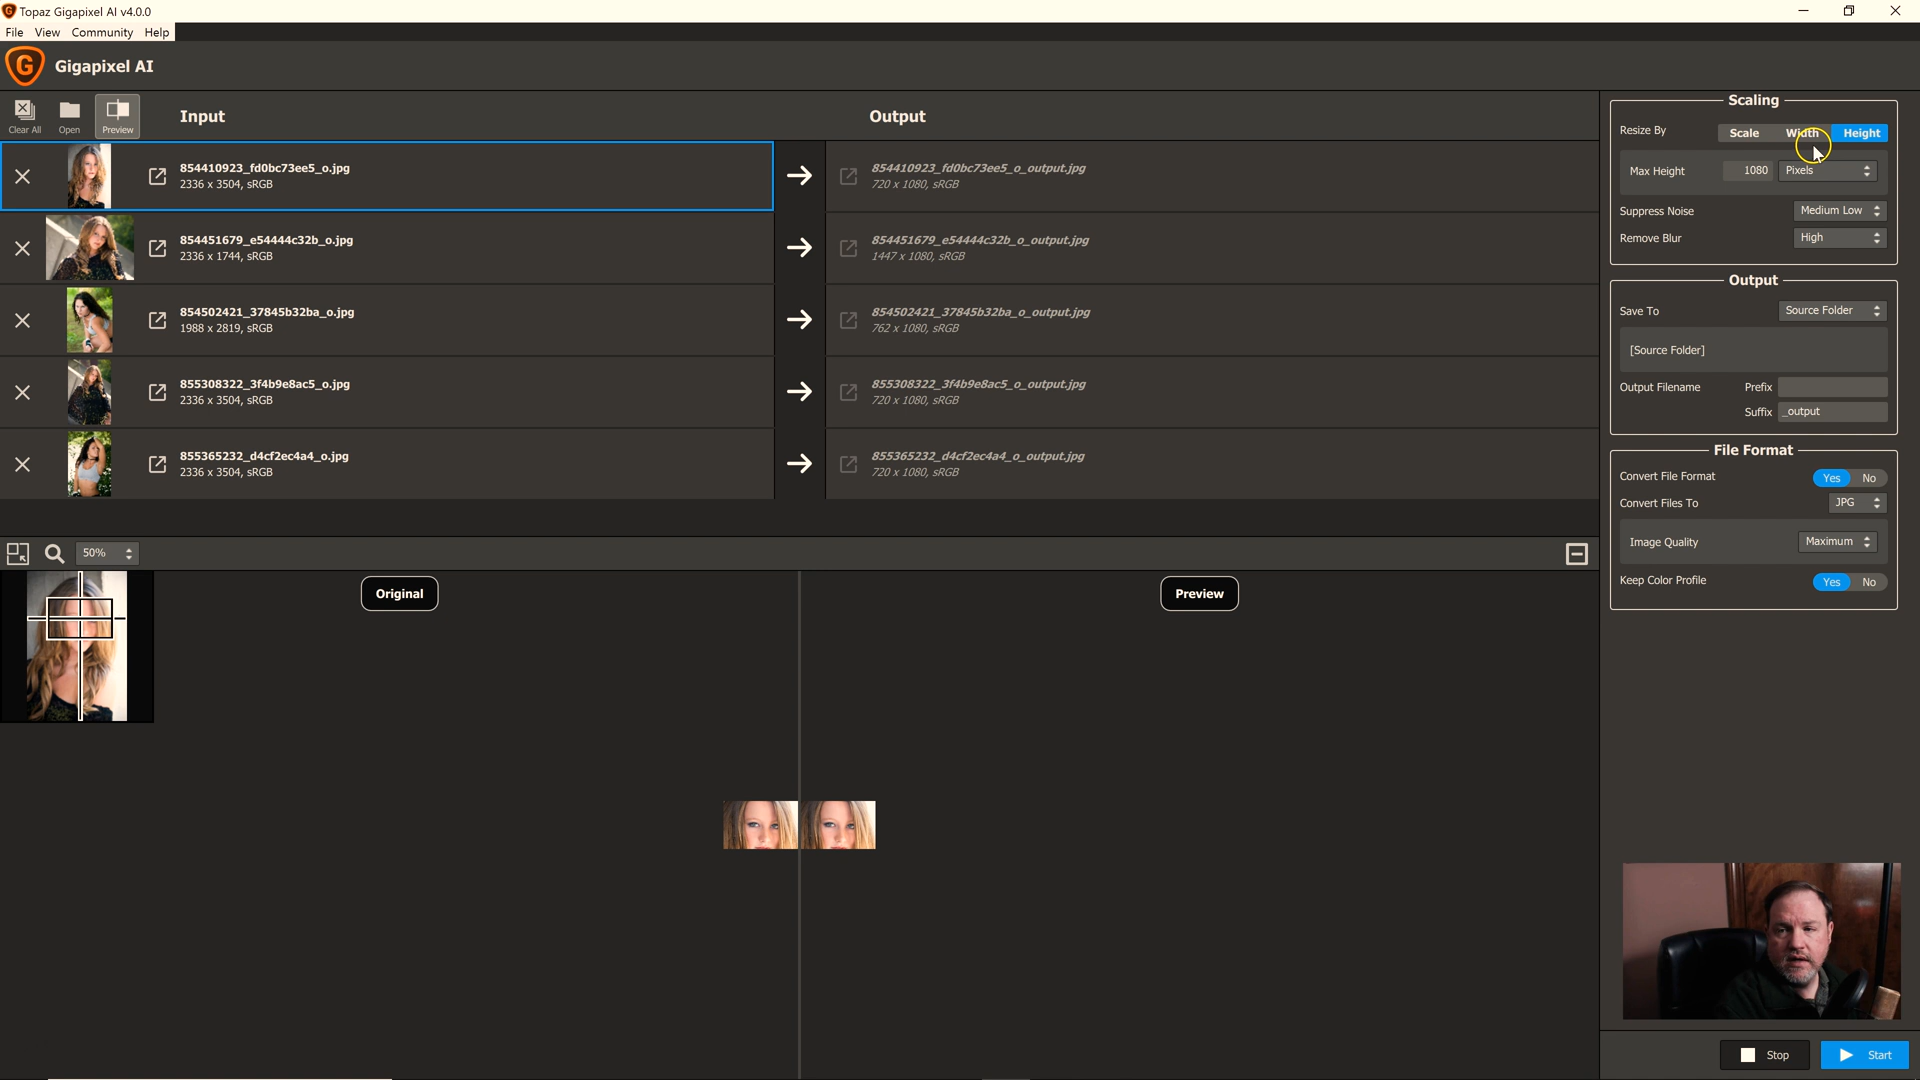 Topaz Gigapixel AI v4.0.0
File View Community Help
Gigapixel AI
Clear All Open Preview Input Output
854410923_fd0bc73ee5_o.jpg
2336 x 3504, sRGB
854410923_fd0bc73ee5_o_output.jpg
720 x 1080, sRGB
854451679_e54444c32b_o.jpg
2336 x 1744, sRGB
854451679_e54444c32b_o_output.jpg
1447 x 1080, sRGB
854502421_37845b32ba_o.jpg
1988 x 2819, sRGB
854502421_37845b32ba_o_output.jpg
762 x 1080, sRGB
855308322_3f4b9e8ac5_o.jpg
2336 x 3504, sRGB
855308322_3f4b9e8ac5_o_output.jpg
720 x 1080, sRGB
855365232_d4cf2ec4a4_o.jpg
2336 x 3504, sRGB
855365232_d4cf2ec4a4_o_output.jpg
720 x 1080, sRGB
50%
Original
Preview
Scaling
Resize By Scale Width Height
Max Height 1080 Pixels
Suppress Noise Medium Low
Remove Blur High
Output
Save To Source Folder
[Source Folder]
Output Filename Prefix
Suffix _output
File Format
Convert File Format Yes No
Convert Files To JPG
Image Quality Maximum
Keep Color Profile Yes No
Stop Start